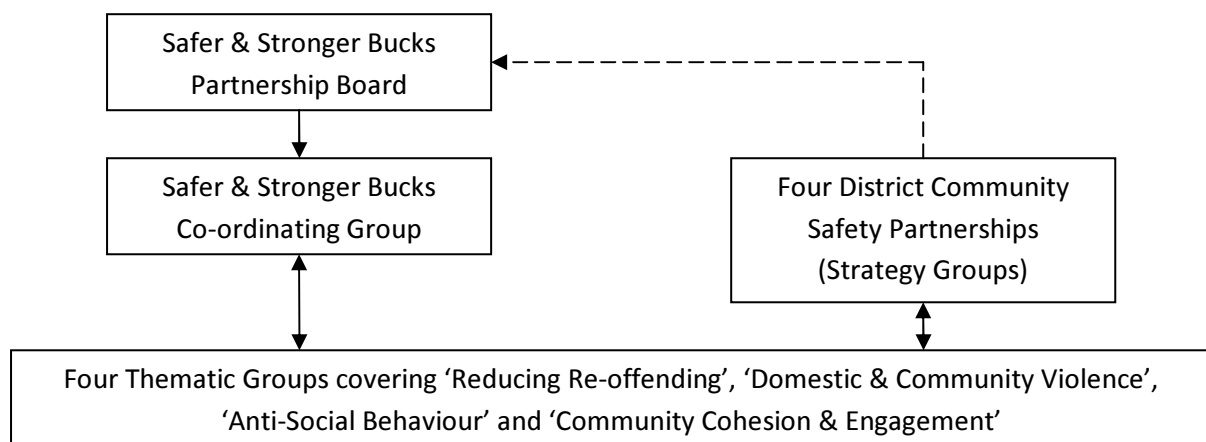 Safer & Stronger Bucks
Partnership Board
Safer & Stronger Bucks
Co-ordinating Group
Four District Community
Safety Partnerships
(Strategy Groups)
Four Thematic Groups covering ‘Reducing Re-offending’, ‘Domestic & Community Violence’,
‘Anti-Social Behaviour’ and ‘Community Cohesion & Engagement’